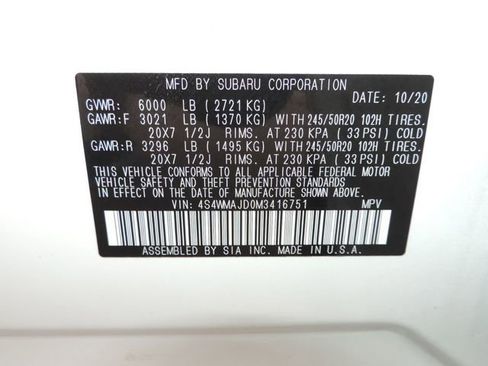 MFD BY SUBARU CORPORATION
GVWR: 6000 LB ( 2721 KG) DATE: 10/20
GAWR:F 3021 LB ( 1370 KG) WITH 245/50R20 102H TIRES.
20X7 1/2J RIMS. AT 230 KPA ( 33 PSI) COLD
GAWR:R 3296 LB ( 1495 KG) WITH 245/50R20 102H TIRES.
20X7 1/2J RIMS. AT 230 KPA ( 33 PSI) COLD
THIS VEHICLE CONFORMS TO ALL APPLICABLE FEDERAL MOTOR
VEHICLE SAFETY AND THEFT PREVENTION STANDARDS IN
EFFECT ON THE DATE OF MANUFACTURE SHOWN ABOVE.
VIN: 4S4WMAJD0M3416751 MPV
ASSEMBLED BY SIA INC. MADE IN U.S.A.